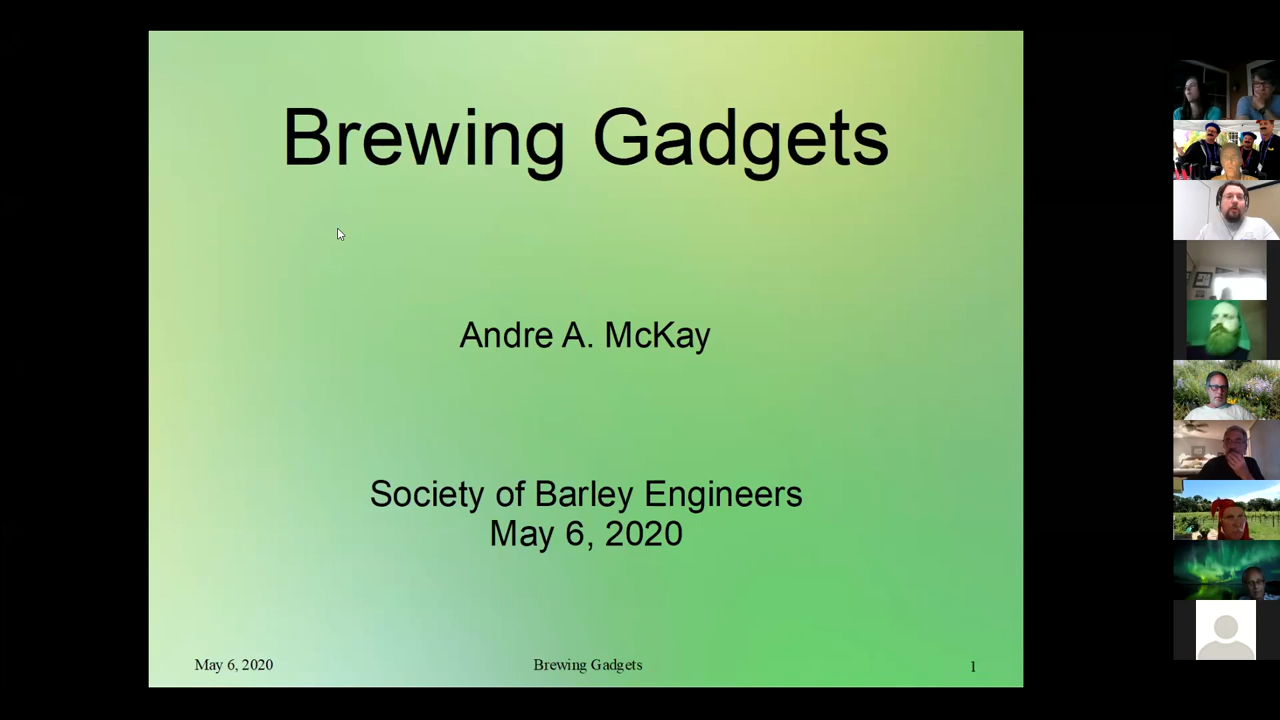 Brewing Gadgets
Andre A. McKay
Society of Barley Engineers
May 6, 2020
May 6, 2020
Brewing Gadgets
1